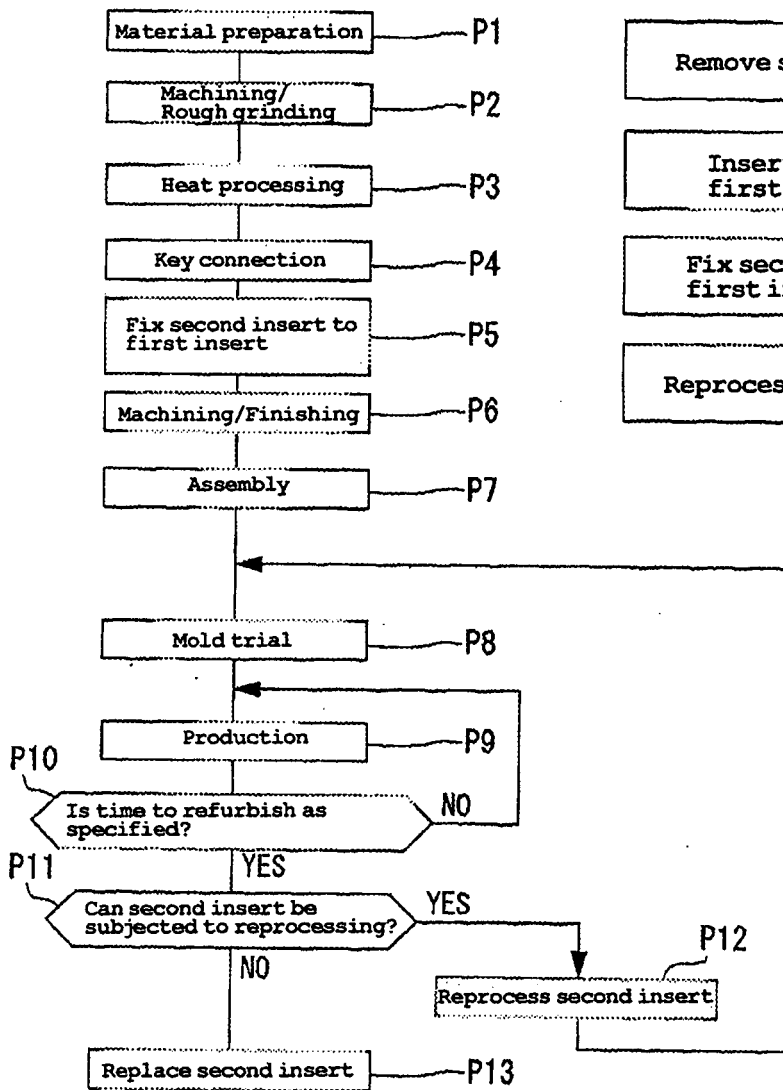 Material preparation
P1
Machining/
Rough grinding
P2
Heat processing
P3
Key connection
P4
Fix second insert to
first insert
P5
Machining/Finishing
P6
Assembly
P7
Mold trial
P8
Production
P9
P10
Is time to refurbish as
specified?
NO
YES
P11
Can second insert be
subjected to reprocessing?
YES
NO
P12
Reprocess second insert
Replace second insert
P13
Remove
first
Fix
first